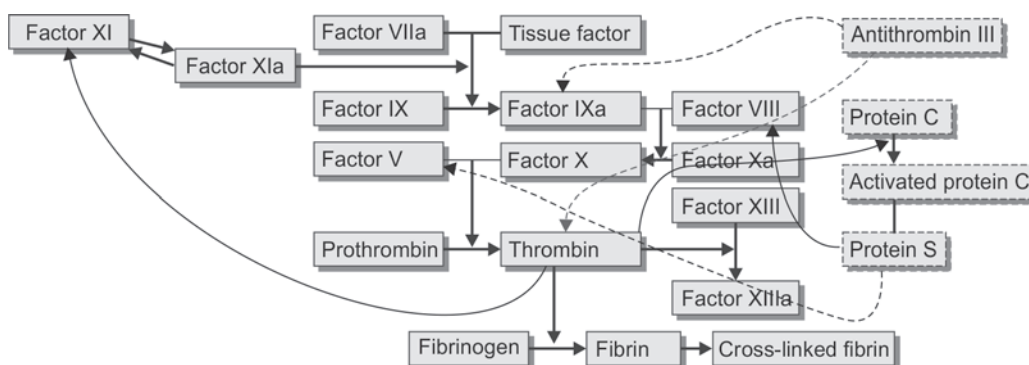 Factor XI
Factor VIIa
Tissue factor
Antithrombin III
Factor XIa
Factor IX
Factor IXa
Factor VIII
Protein C
Factor V
Factor X
Factor Xa
Activated protein C
Factor XIII
Prothrombin
Thrombin
Protein S
Factor XIIIa
Fibrinogen
Fibrin
Cross-linked fibrin